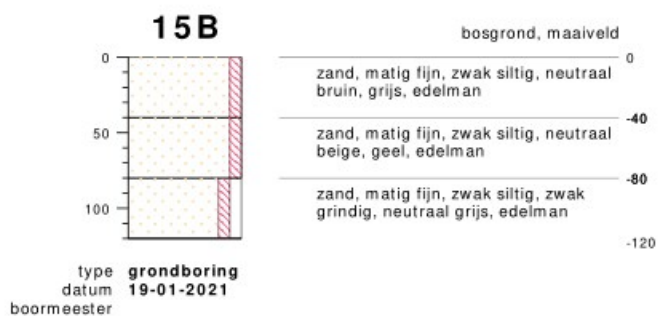 15B
bosgrond, maaiveld
0
0
zand, matig fijn, zwak siltig, neutraal
bruin, grijs, edelman
-40
50
zand, matig fijn, zwak siltig, neutraal
beige, geel, edelman
-80
zand, matig fijn, zwak siltig, zwak
grindig, neutraal grijs, edelman
100
-120
type grondboring
datum 19-01-2021
boormeester